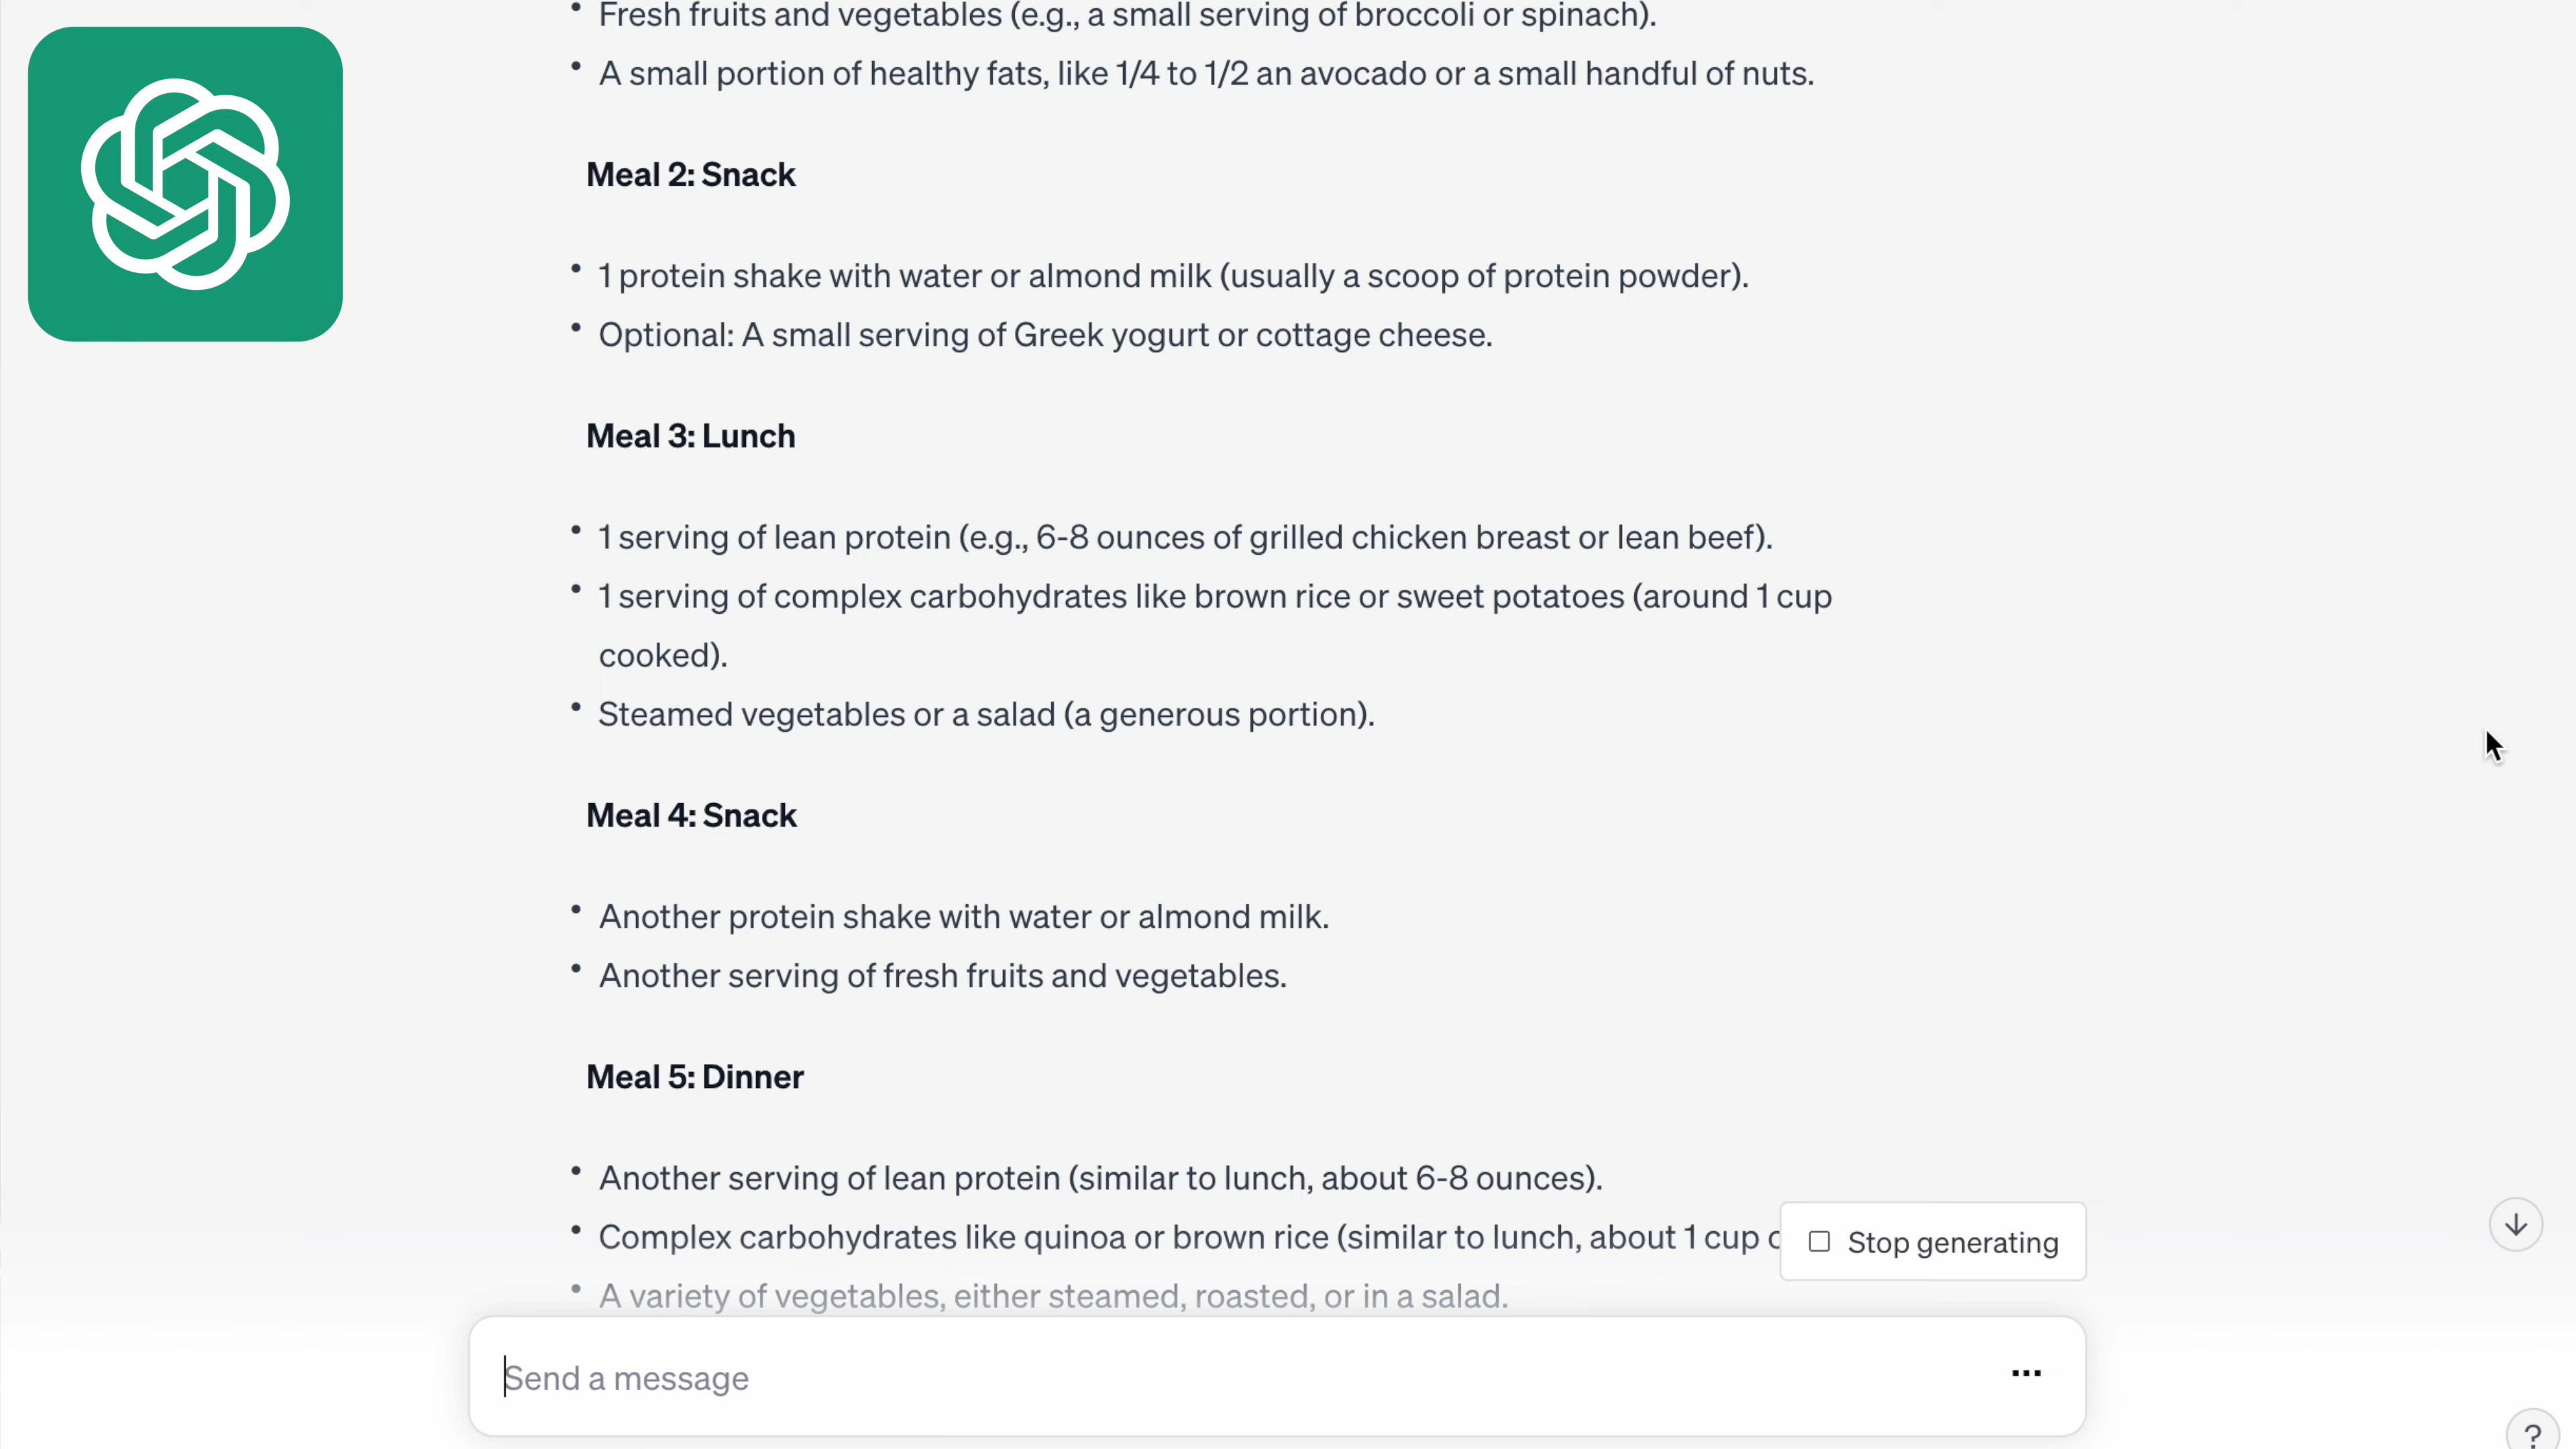 • Fresh fruits and vegetables (e.g., a small serving of broccoli or spinach).
• A small portion of healthy fats, like 1/4 to 1/2 an avocado or a small handful of nuts.
Meal 2: Snack
• 1 protein shake with water or almond milk (usually a scoop of protein powder).
• Optional: A small serving of Greek yogurt or cottage cheese.
Meal 3: Lunch
• 1 serving of lean protein (e.g., 6-8 ounces of grilled chicken breast or lean beef).
• 1 serving of complex carbohydrates like brown rice or sweet potatoes (around 1 cup
cooked).
• Steamed vegetables or a salad (a generous portion).
Meal 4: Snack
• Another protein shake with water or almond milk.
• Another serving of fresh fruits and vegetables.
Meal 5: Dinner
• Another serving of lean protein (similar to lunch, about 6-8 ounces).
• Complex carbohydrates like quinoa or brown rice (similar to lunch, about 1 cup
Stop generating
• A variety of vegetables, either steamed, roasted, or in a salad.
Send a message
...
?